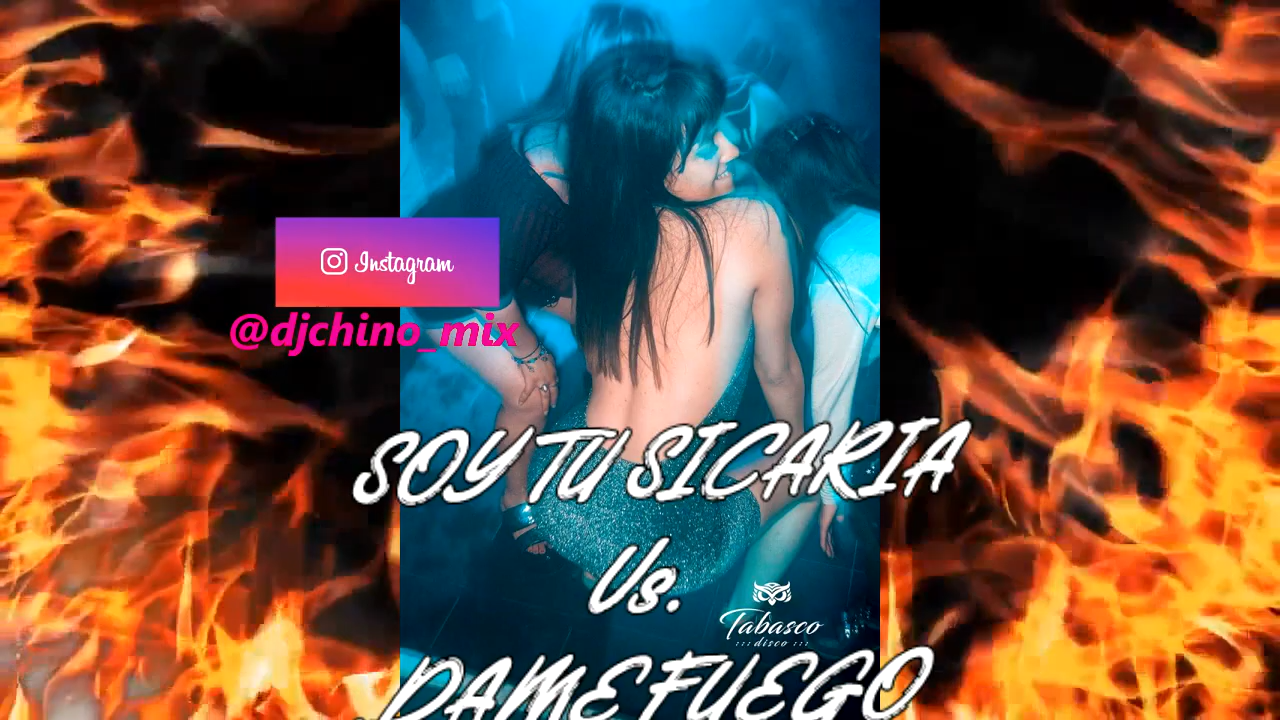 Instagram
@djchino_mix
SOY TU SICARIA
Vs.
Tabasco
::: disco :::
DAME FUEGO